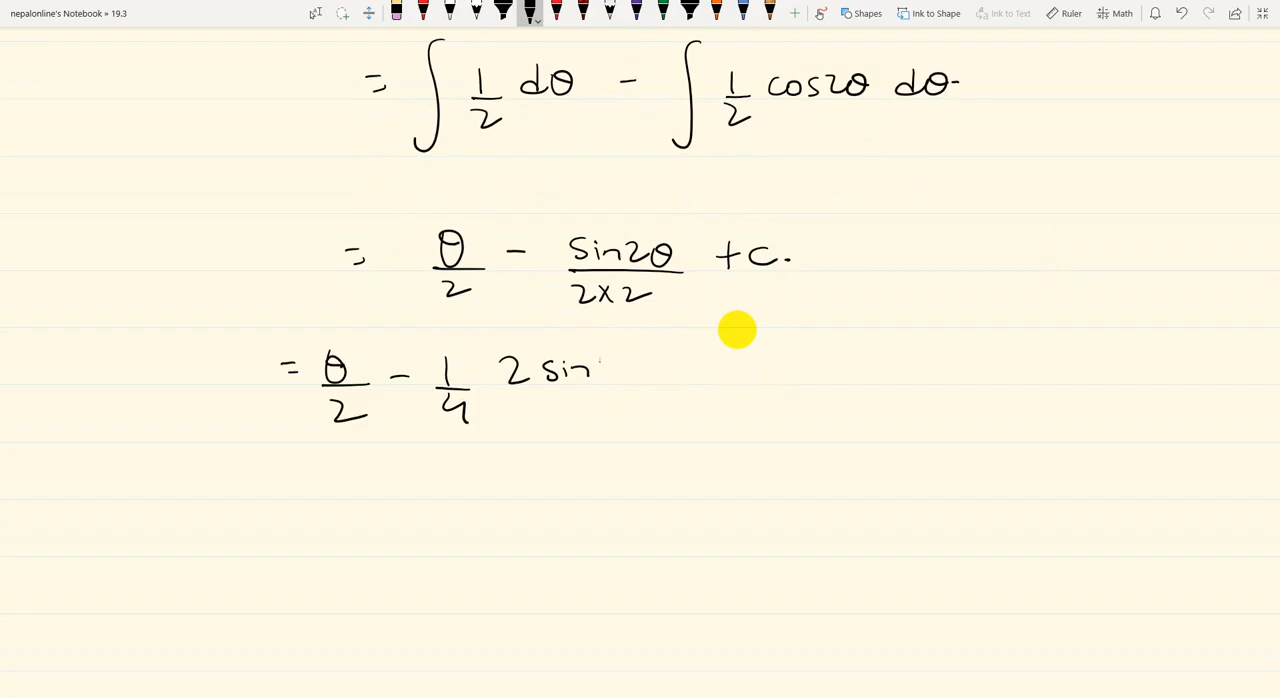 nepalonline's Notebook » 19.3 Shapes Ink to Shape Ink to Text Ruler Math
= ∫ 1/2 dθ - ∫ 1/2 cos2θ dθ
= θ/2 - sin2θ/2×2 + c.
= θ/2 - 1/4 2 sin